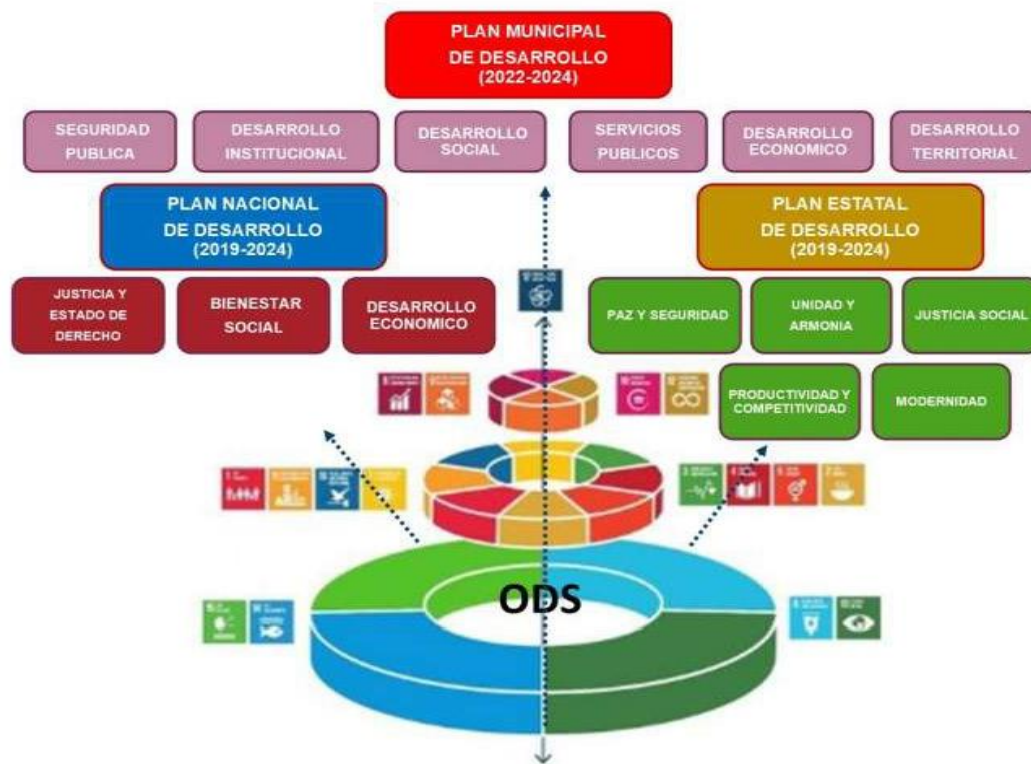 PLAN MUNICIPAL
DE DESARROLLO
(2022-2024)
SEGURIDAD
PUBLICA
DESARROLLO
INSTITUCIONAL
DESARROLLO
SOCIAL
SERVICIOS
PUBLICOS
DESARROLLO
ECONOMICO
DESARROLLO
TERRITORIAL
PLAN NACIONAL
DE DESARROLLO
(2019-2024)
PLAN ESTATAL
DE DESARROLLO
(2019-2024)
JUSTICIA Y
ESTADO DE
DERECHO
BIENESTAR
SOCIAL
DESARROLLO
ECONOMICO
PAZ Y SEGURIDAD
UNIDAD Y
ARMONIA
JUSTICIA SOCIAL
PRODUCTIVIDAD Y
COMPETITIVIDAD
MODERNIDAD
ODS